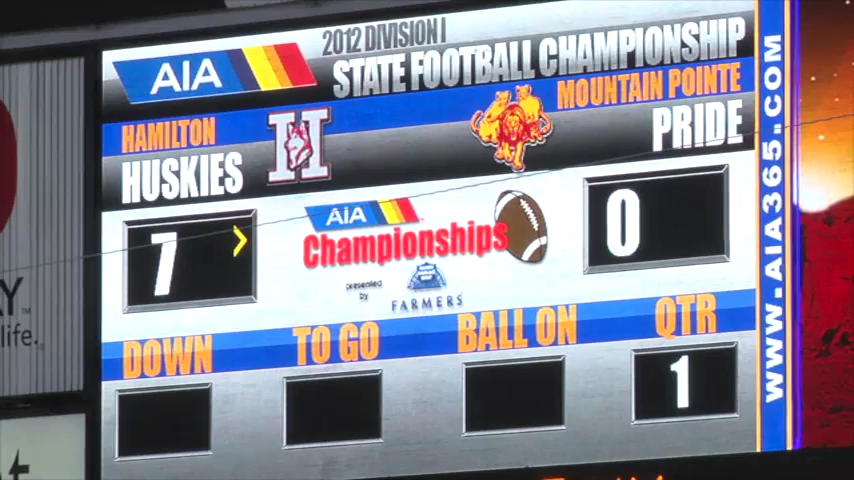 2012 DIVISION I
AIA
STATE FOOTBALL CHAMPIONSHIP
HAMILTON
HUSKIES
H
MOUNTAIN POINTE
PRIDE
7
AIA
Championships
presented
by
FARMERS
0
DOWN
TO GO
BALL ON
QTR
1
WWW.AIA365.COM
Y™
life.
t